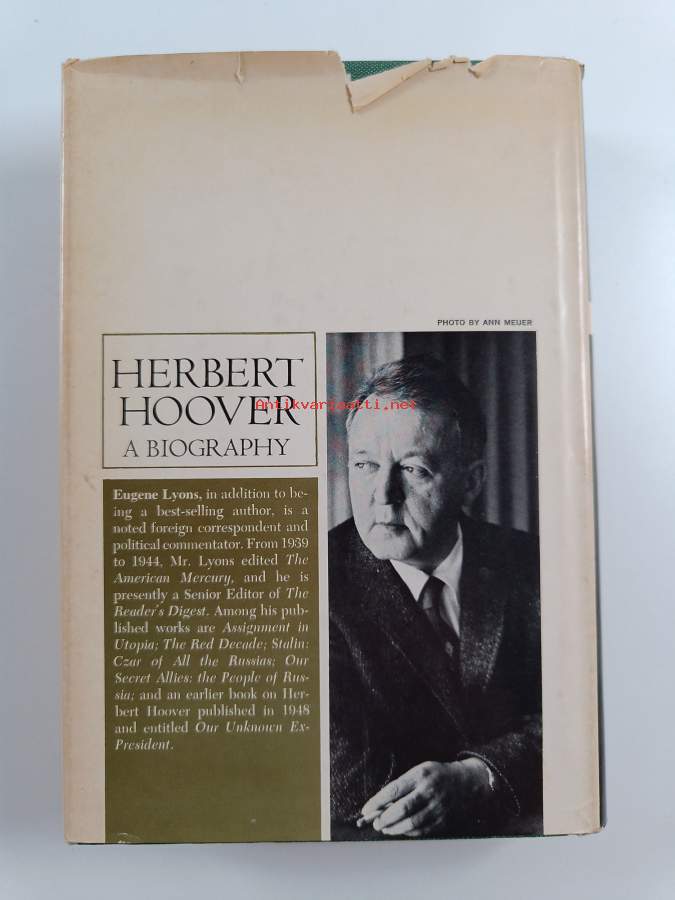 PHOTO BY ANN MEIJER
HERBERT
HOOVER
A BIOGRAPHY
Antikvariaatti.net
Eugene Lyons, in addition to be-
ing a best-selling author, is a
noted foreign correspondent and
political commentator. From 1939
to 1944, Mr. Lyons edited The
American Mercury, and he is
presently a Senior Editor of The
Reader's Digest. Among his pub-
lished works are Assignment in
Utopia; The Red Decade; Stalin:
Czar of All the Russias; Our
Secret Allies: the People of Rus-
sia; and an earlier book on Her-
bert Hoover published in 1948
and entitled Our Unknown Ex-
President.